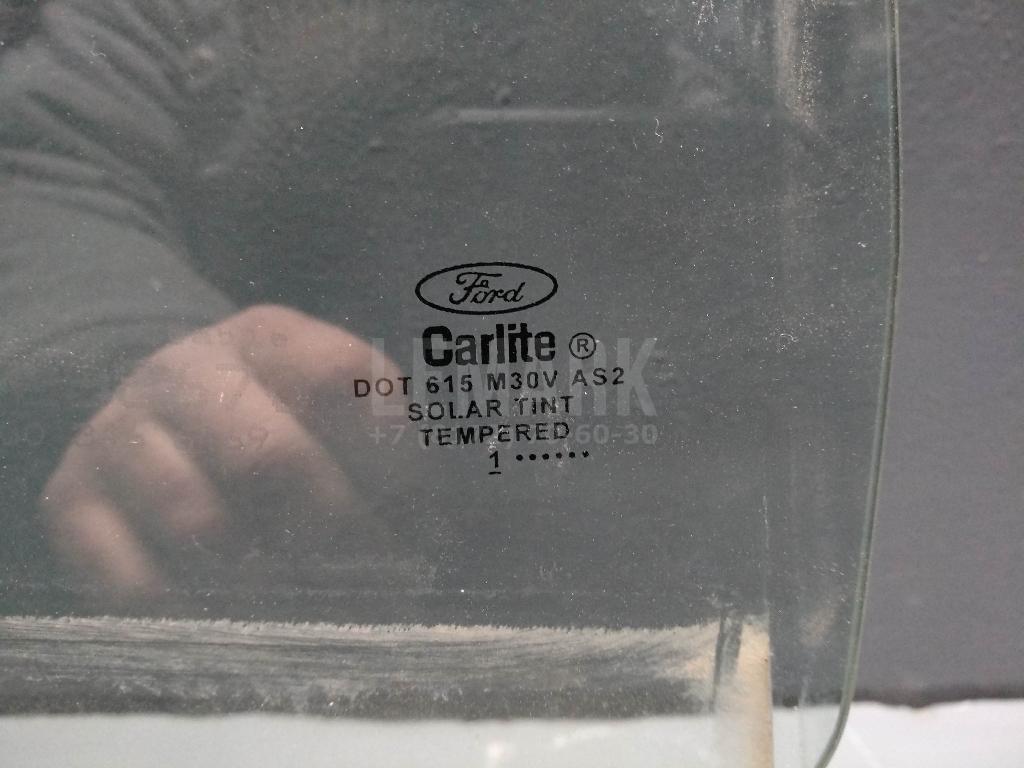 Ford
Carlite ®
DOT 615 M30V AS2
SOLAR TINT
TEMPERED
1 ••••••